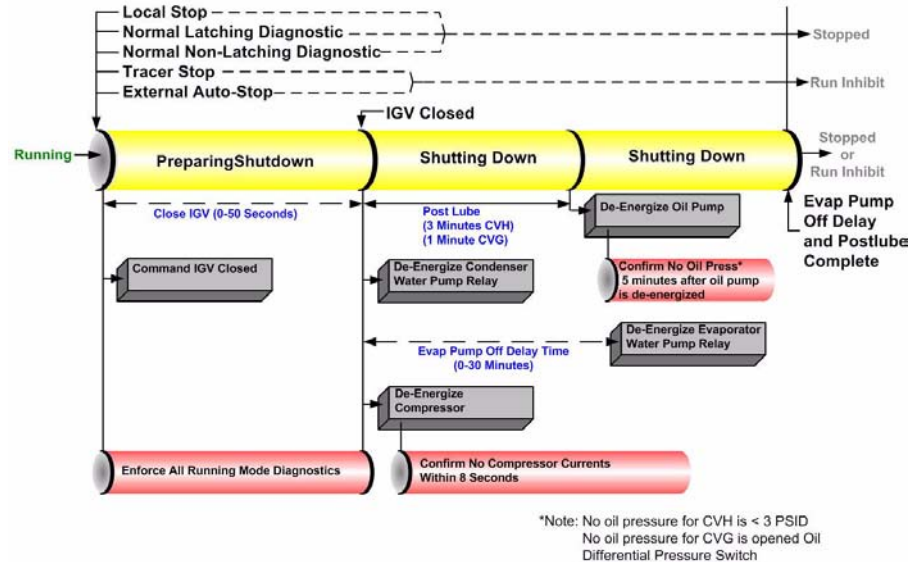 Local Stop
Normal Latching Diagnostic
Normal Non-Latching Diagnostic
Tracer Stop
External Auto-Stop
Stopped
Run Inhibit
IGV Closed
Running
PreparingShutdown
Shutting Down
Shutting Down
Stopped
or
Run Inhibit
Close IGV (0-50 Seconds)
Post Lube
(3 Minutes CVH)
(1 Minute CVG)
De-Energize Oil Pump
Evap Pump
Off Delay
and Postlube
Complete
Command IGV Closed
De-Energize Condenser
Water Pump Relay
Confirm No Oil Press*
5 minutes after oil pump
is de-energized
Evap Pump Off Delay Time
(0-30 Minutes)
De-Energize Evaporator
Water Pump Relay
De-Energize
Compressor
Enforce All Running Mode Diagnostics
Confirm No Compressor Currents
Within 8 Seconds
*Note: No oil pressure for CVH is < 3 PSID
No oil pressure for CVG is opened Oil
Differential Pressure Switch